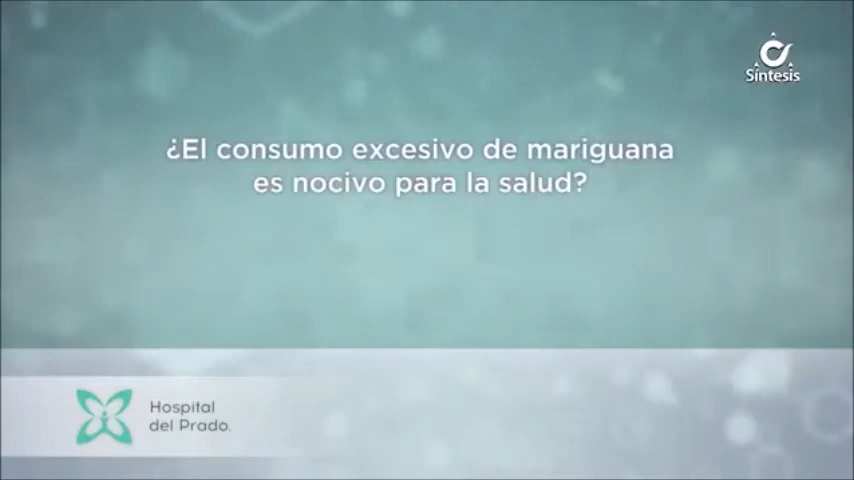 Síntesis
¿El consumo excesivo de mariguana
es nocivo para la salud?
Hospital
del Prado.